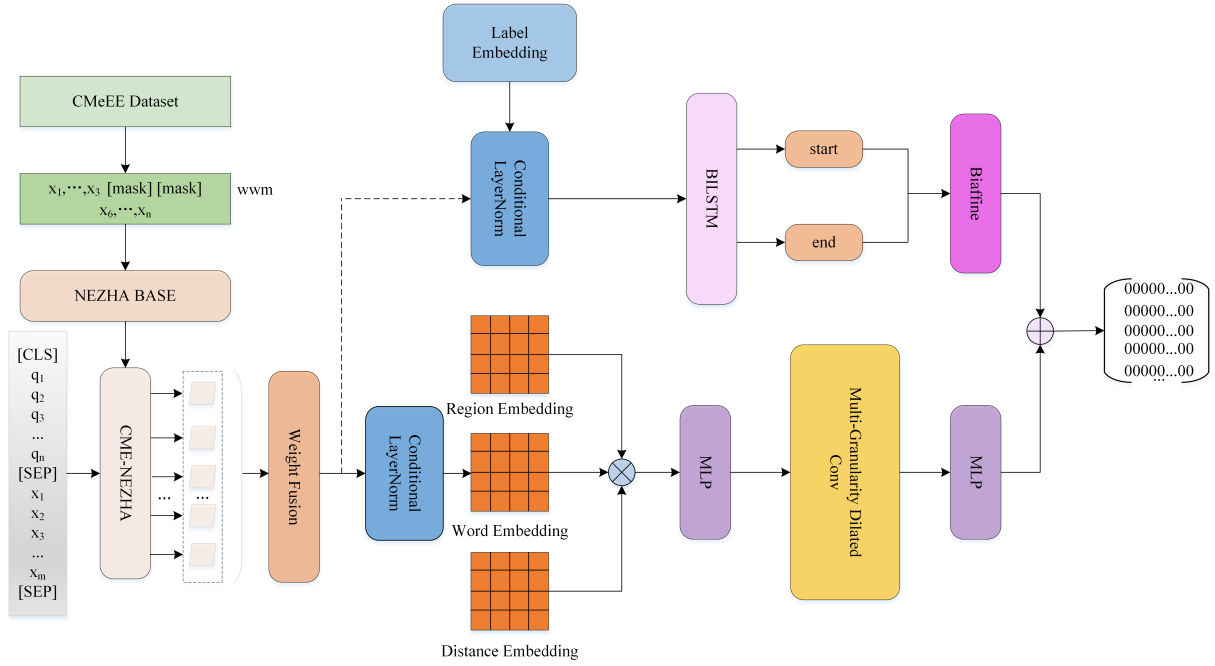 Label
Embedding
CMeEE Dataset
x1,⋯,x3 [mask] [mask]
x6,⋯,xn
wwm
NEZHA BASE
[CLS]
q1
q2
q3
...
qn
[SEP]
x1
x2
x3
...
xm
[SEP]
CME-NEZHA
...
...
Weight Fusion
Conditional
LayerNorm
BILSTM
start
end
Biaffine
Conditional
LayerNorm
Region Embedding
Word Embedding
Distance Embedding
MLP
Multi-Granularity Dilated
Conv
MLP
00000...00
00000...00
00000...00
00000...00
00000...00
...